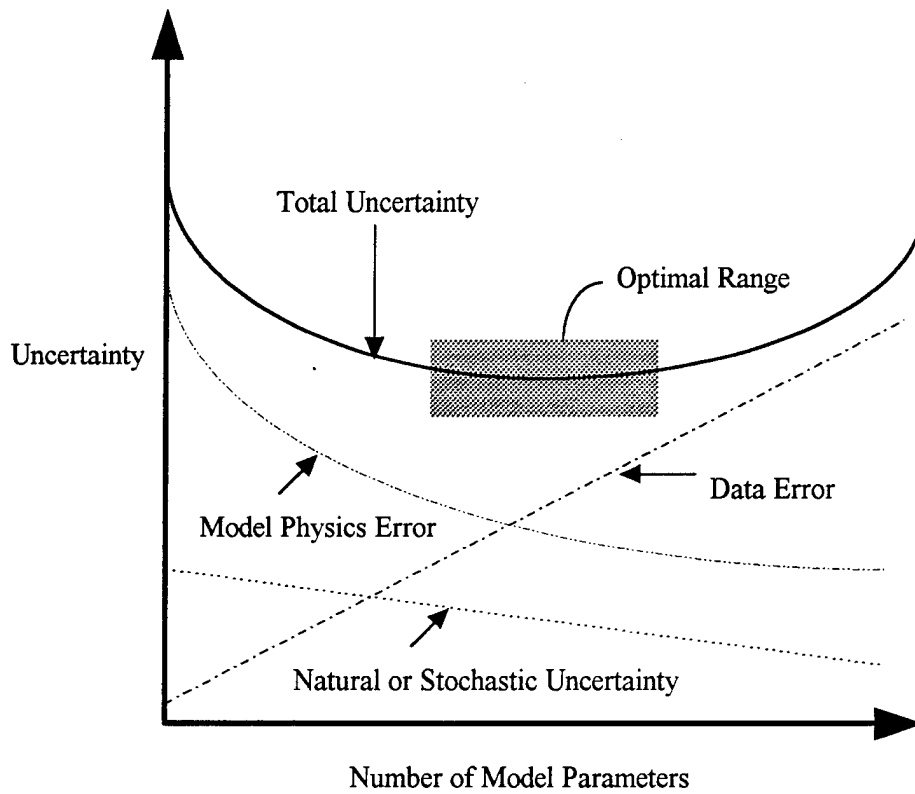 Total Uncertainty
Optimal Range
Uncertainty
Data Error
Model Physics Error
Natural or Stochastic Uncertainty
Number of Model Parameters